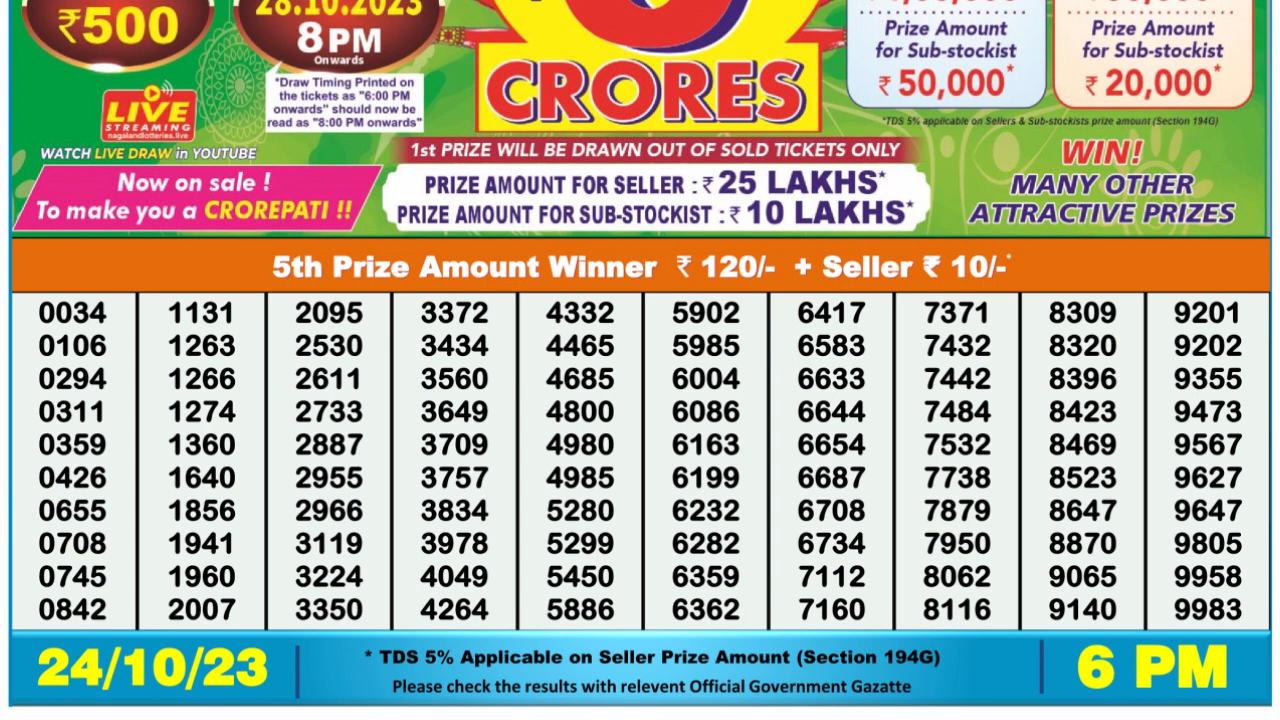 ₹500
28.10.2023
8PM
Onwards
"Draw Timing Printed on
the tickets as "6:00 PM
onwards" should now be
read as "8:00 PM onwards"
LIVE
STREAMING
nagalandlotteries.live
WATCH LIVE DRAW in YOUTUBE
Now on sale !
To make you a CROREPATI !!
CRORES
1st PRIZE WILL BE DRAWN OUT OF SOLD TICKETS ONLY
PRIZE AMOUNT FOR SELLER : ₹ 25 LAKHS*
PRIZE AMOUNT FOR SUB-STOCKIST : ₹ 10 LAKHS*
Prize Amount
for Sub-stockist
₹ 50,000*
Prize Amount
for Sub-stockist
₹ 20,000*
*TDS 5% applicable on Sellers & Sub-stockists prize amount (Section 194G)
WIN!
MANY OTHER
ATTRACTIVE PRIZES
5th Prize Amount Winner ₹ 120/- + Seller ₹ 10/-*
0034 1131 2095 3372 4332 5902 6417 7371 8309 9201
0106 1263 2530 3434 4465 5985 6583 7432 8320 9202
0294 1266 2611 3560 4685 6004 6633 7442 8396 9355
0311 1274 2733 3649 4800 6086 6644 7484 8423 9473
0359 1360 2887 3709 4980 6163 6654 7532 8469 9567
0426 1640 2955 3757 4985 6199 6687 7738 8523 9627
0655 1856 2966 3834 5280 6232 6708 7879 8647 9647
0708 1941 3119 3978 5299 6282 6734 7950 8870 9805
0745 1960 3224 4049 5450 6359 7112 8062 9065 9958
0842 2007 3350 4264 5886 6362 7160 8116 9140 9983
24/10/23
* TDS 5% Applicable on Seller Prize Amount (Section 194G)
Please check the results with relevent Official Government Gazatte
6 PM